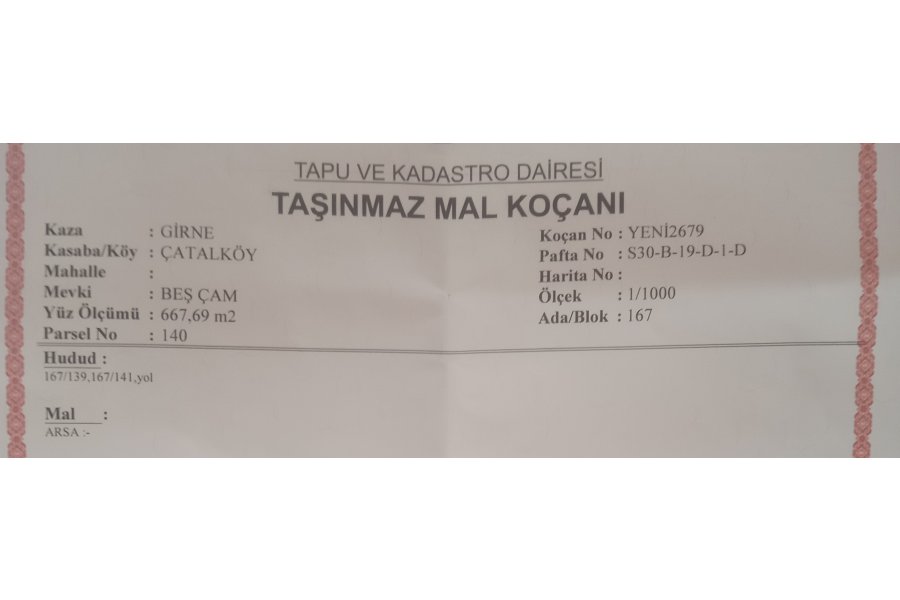 TAPU VE KADASTRO DAİRESİ
TAŞINMAZ MAL KOÇANI
Kaza : GİRNE
Kasaba/Köy : ÇATALKÖY
Mahalle :
Mevki : BEŞ ÇAM
Yüz Ölçümü : 667,69 m2
Parsel No : 140
Koçan No : YENİ2679
Pafta No : S30-B-19-D-1-D
Harita No :
Ölçek : 1/1000
Ada/Blok : 167
Hudud :
167/139,167/141,yol
Mal :
ARSA :-